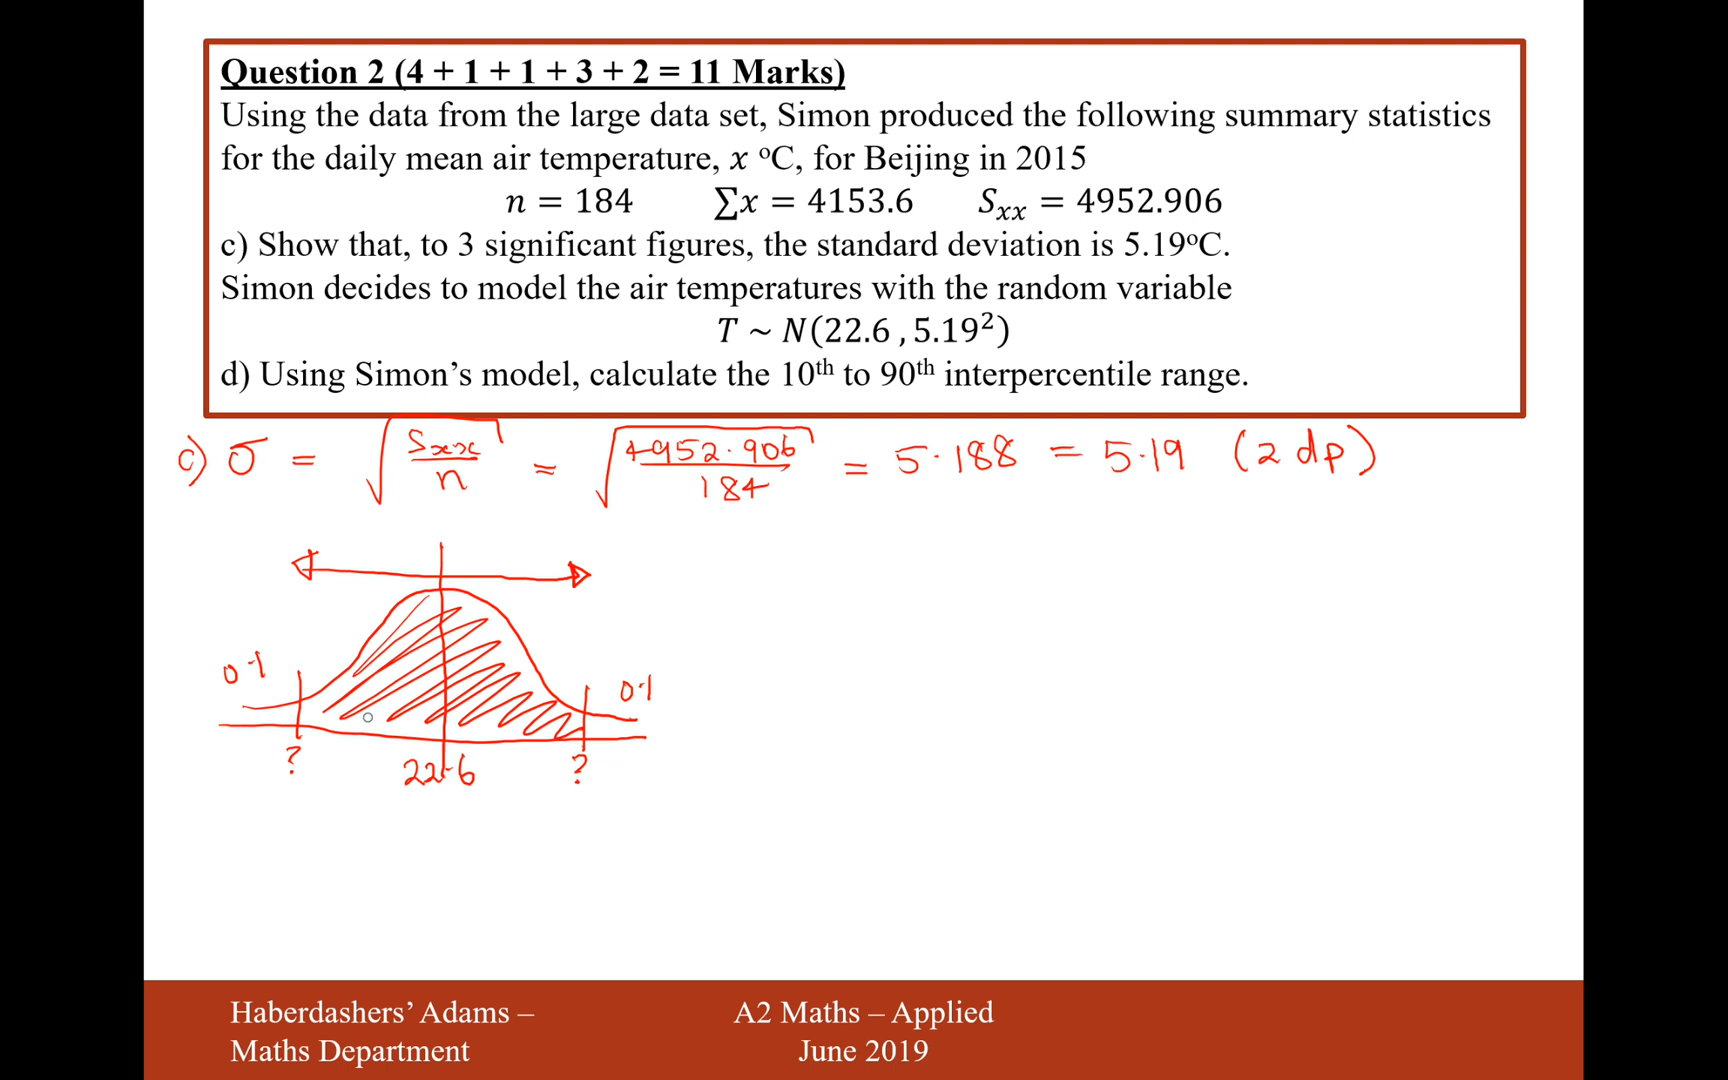 Question 2 (4 + 1 + 1 + 3 + 2 = 11 Marks)
Using the data from the large data set, Simon produced the following summary statistics
for the daily mean air temperature, x °C, for Beijing in 2015
n = 184 ∑x = 4153.6 Sxx = 4952.906
c) Show that, to 3 significant figures, the standard deviation is 5.19°C.
Simon decides to model the air temperatures with the random variable
T ~ N(22.6 , 5.19²)
d) Using Simon’s model, calculate the 10th to 90th interpercentile range.
c) σ = √(Sxx/n) = √(4952.906/184) = 5.188 = 5.19 (2 dp)
0.1 0.1
? 22.6 ?
Haberdashers’ Adams –
Maths Department
A2 Maths – Applied
June 2019